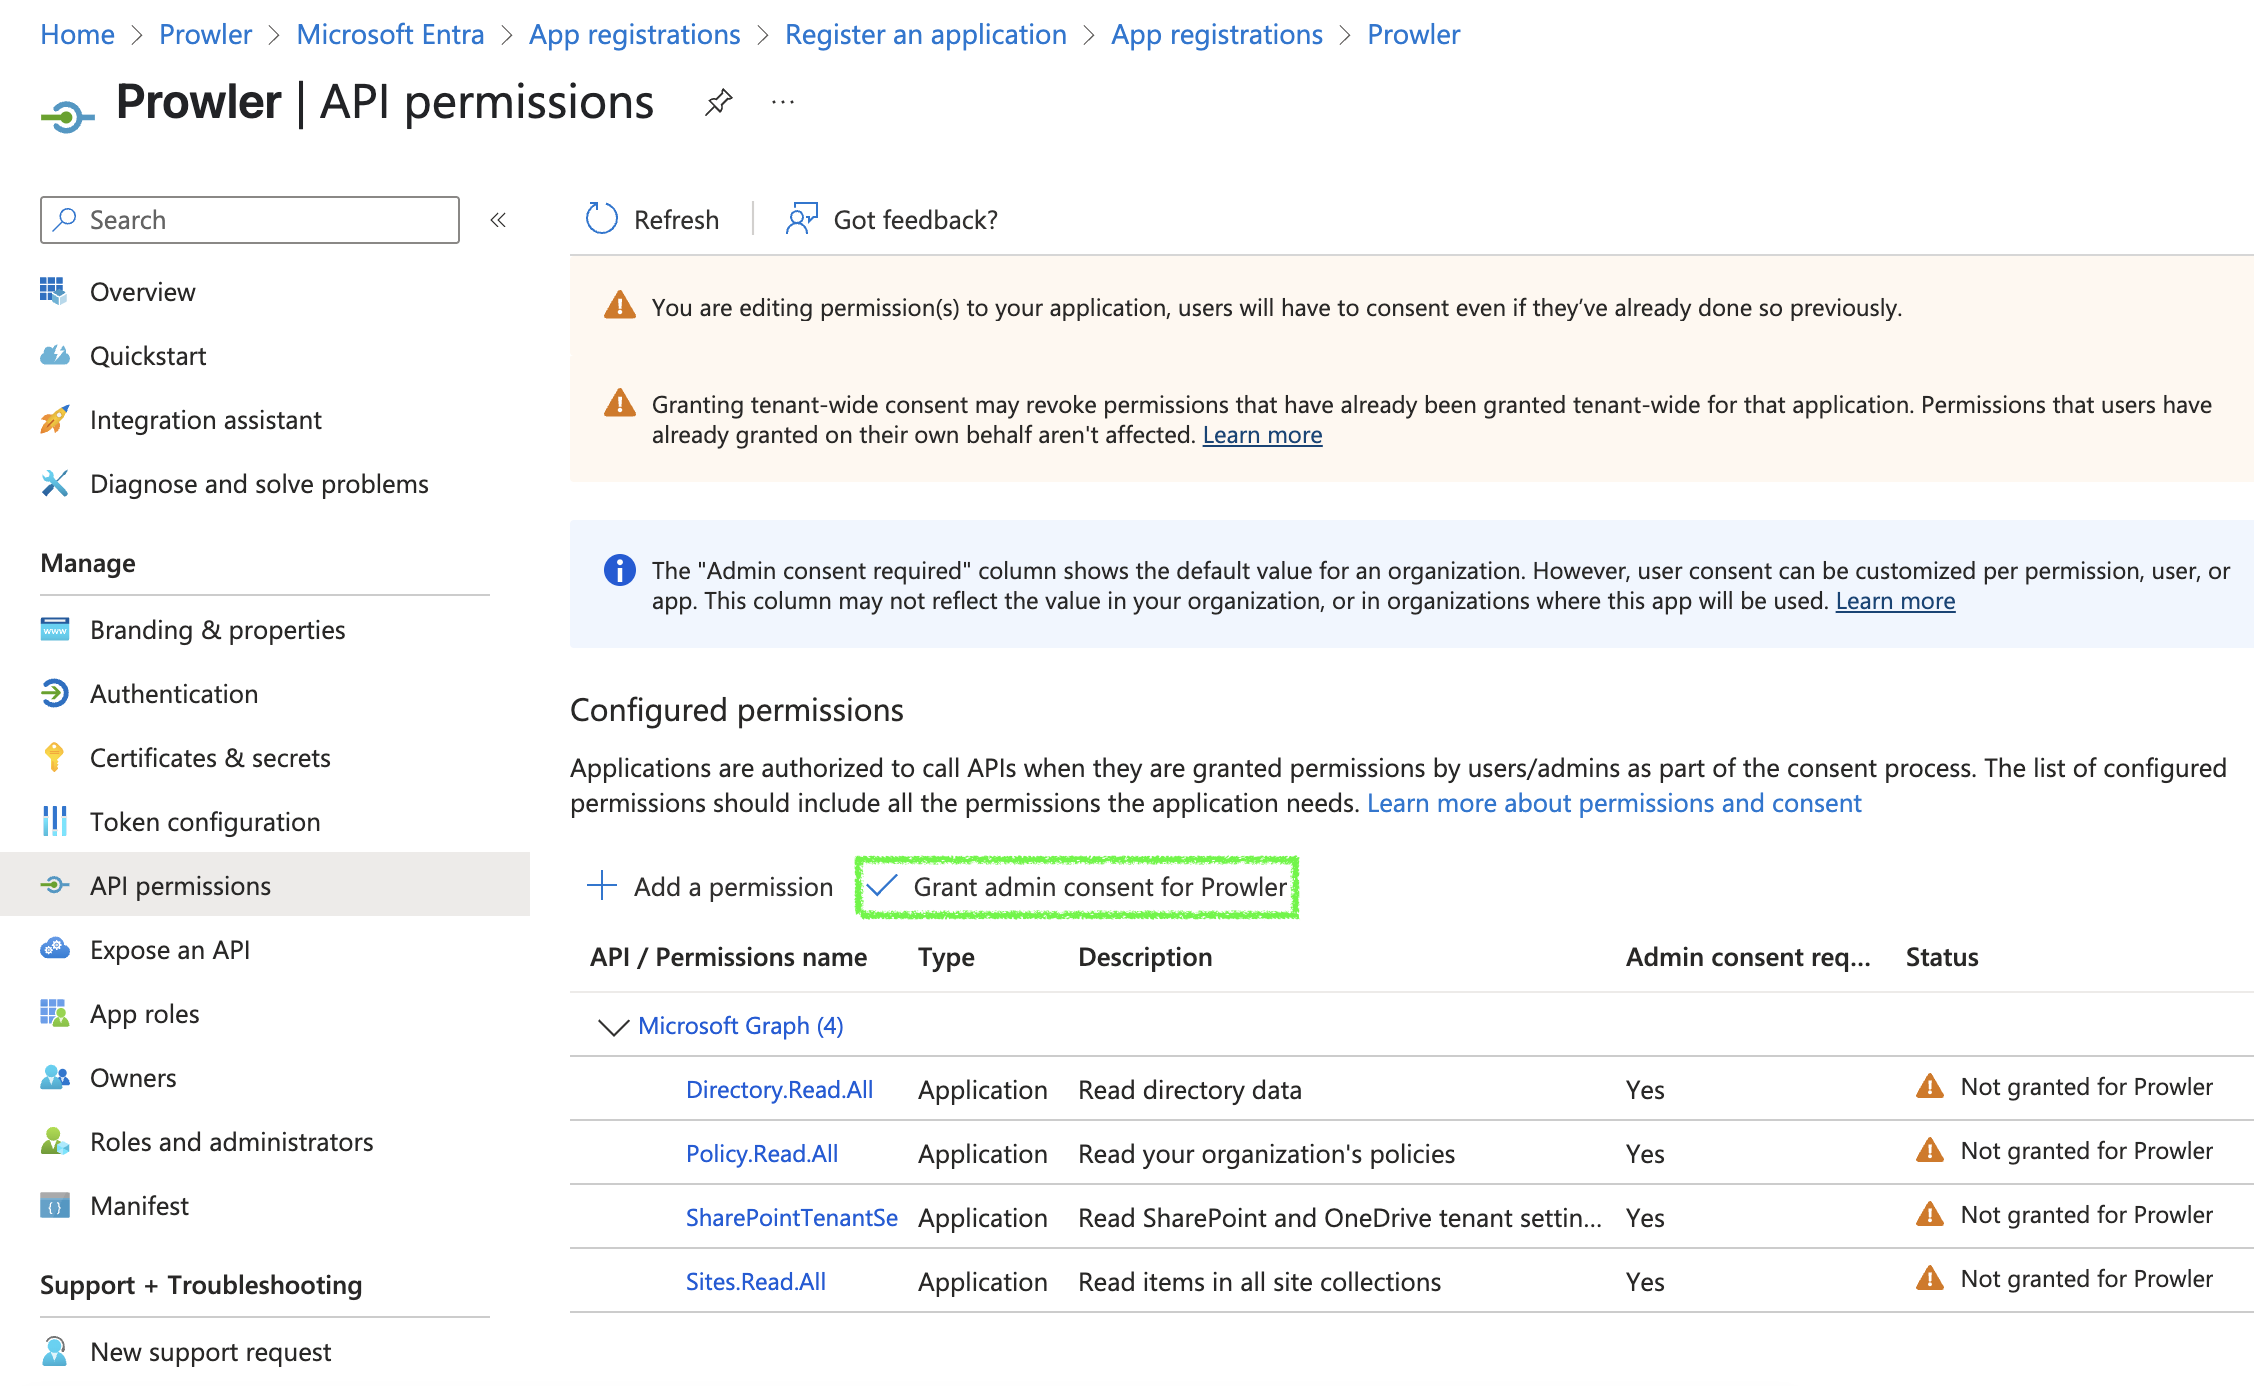 Home > Prowler > Microsoft Entra > App registrations > Register an application > App registrations > Prowler
Prowler | API permissions ...
Search «
Refresh | Got feedback?
Overview
Quickstart
Integration assistant
Diagnose and solve problems
Manage
Branding & properties
Authentication
Certificates & secrets
Token configuration
API permissions
Expose an API
App roles
Owners
Roles and administrators
Manifest
Support + Troubleshooting
New support request
You are editing permission(s) to your application, users will have to consent even if they’ve already done so previously.
Granting tenant-wide consent may revoke permissions that have already been granted tenant-wide for that application. Permissions that users have
already granted on their own behalf aren't affected. Learn more
The "Admin consent required" column shows the default value for an organization. However, user consent can be customized per permission, user, or
app. This column may not reflect the value in your organization, or in organizations where this app will be used. Learn more
Configured permissions
Applications are authorized to call APIs when they are granted permissions by users/admins as part of the consent process. The list of configured
permissions should include all the permissions the application needs. Learn more about permissions and consent
Add a permission Grant admin consent for Prowler
API / Permissions name Type Description Admin consent req... Status
Microsoft Graph (4)
Directory.Read.All Application Read directory data Yes Not granted for Prowler
Policy.Read.All Application Read your organization's policies Yes Not granted for Prowler
SharePointTenantSe Application Read SharePoint and OneDrive tenant settin... Yes Not granted for Prowler
Sites.Read.All Application Read items in all site collections Yes Not granted for Prowler